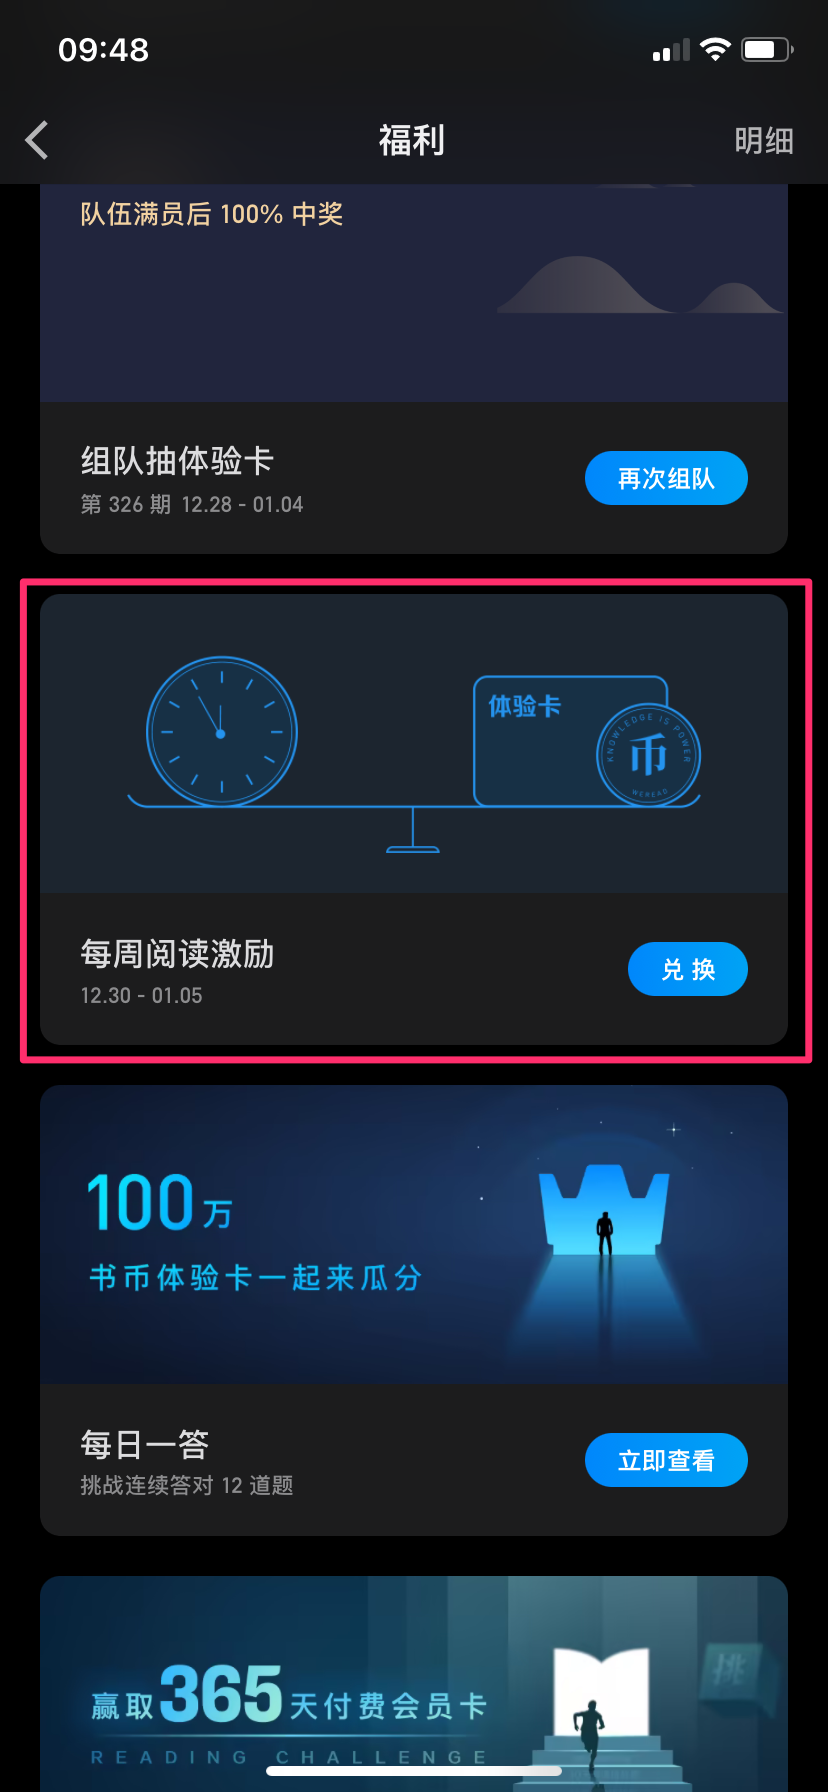 09:48
福利
明细
队伍满员后 100% 中奖
组队抽体验卡
第 326 期 12.28 - 01.04
再次组队
体验卡
KNOWLEDGE IS POWER
币
WEREAD
每周阅读激励
12.30 - 01.05
兑 换
100 万
书币体验卡一起来瓜分
每日一答
挑战连续答对 12 道题
立即查看
挑
赢取365天付费会员卡
READING CHALLENGE